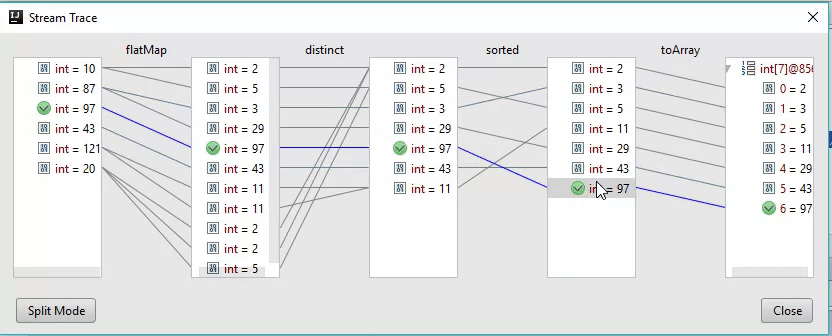 Stream Trace
flatMap distinct sorted toArray
int = 10
int = 87
int = 97
int = 43
int = 121
int = 20
int = 2
int = 5
int = 3
int = 29
int = 97
int = 43
int = 11
int = 11
int = 2
int = 2
int = 5
int = 2
int = 5
int = 3
int = 29
int = 97
int = 43
int = 11
int = 2
int = 3
int = 5
int = 11
int = 29
int = 43
int = 97
int[7]@856
0 = 2
1 = 3
2 = 5
3 = 11
4 = 29
5 = 43
6 = 97
Split Mode
Close